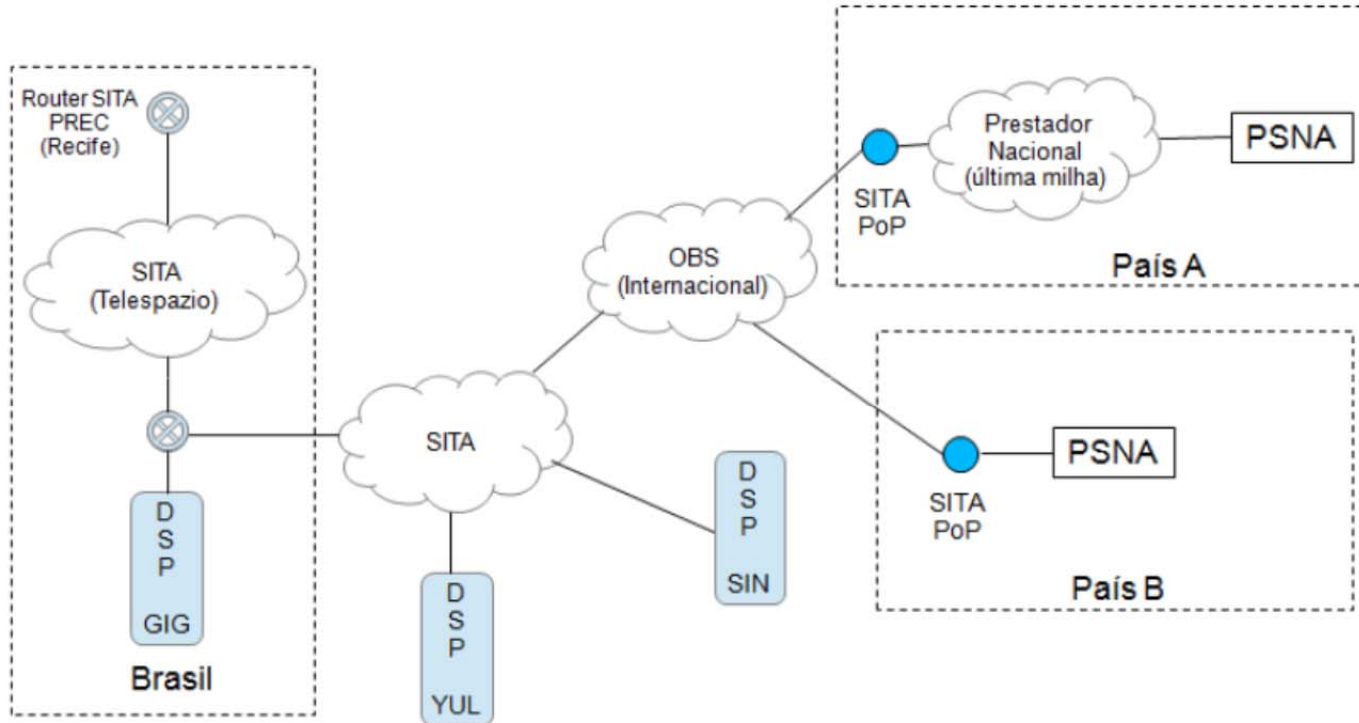 Router SITA
PREC
(Recife)
SITA
(Telespazio)
D
S
P
GIG
Brasil
SITA
D
S
P
YUL
D
S
P
SIN
OBS
(Internacional)
SITA
PoP
Prestador
Nacional
(última milha)
PSNA
País A
SITA
PoP
PSNA
País B